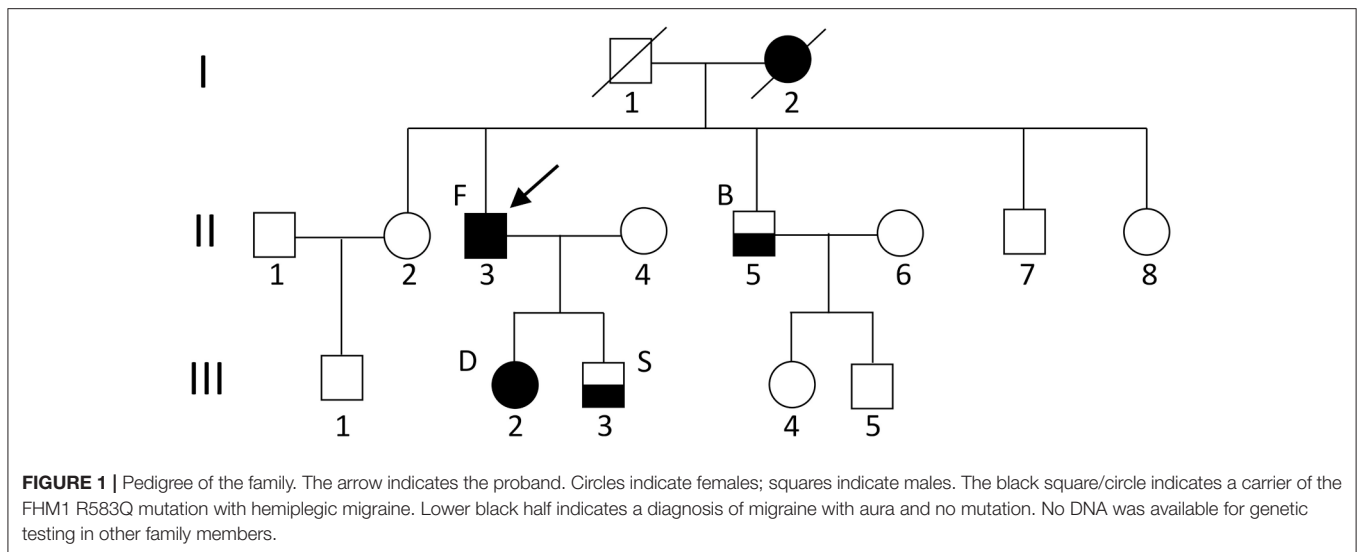 I
1
2
F
B
II
1
2
3
4
5
6
7
8
D
S
III
1
2
3
4
5
FIGURE 1 | Pedigree of the family. The arrow indicates the proband. Circles indicate females; squares indicate males. The black square/circle indicates a carrier of the
FHM1 R583Q mutation with hemiplegic migraine. Lower black half indicates a diagnosis of migraine with aura and no mutation. No DNA was available for genetic
testing in other family members.